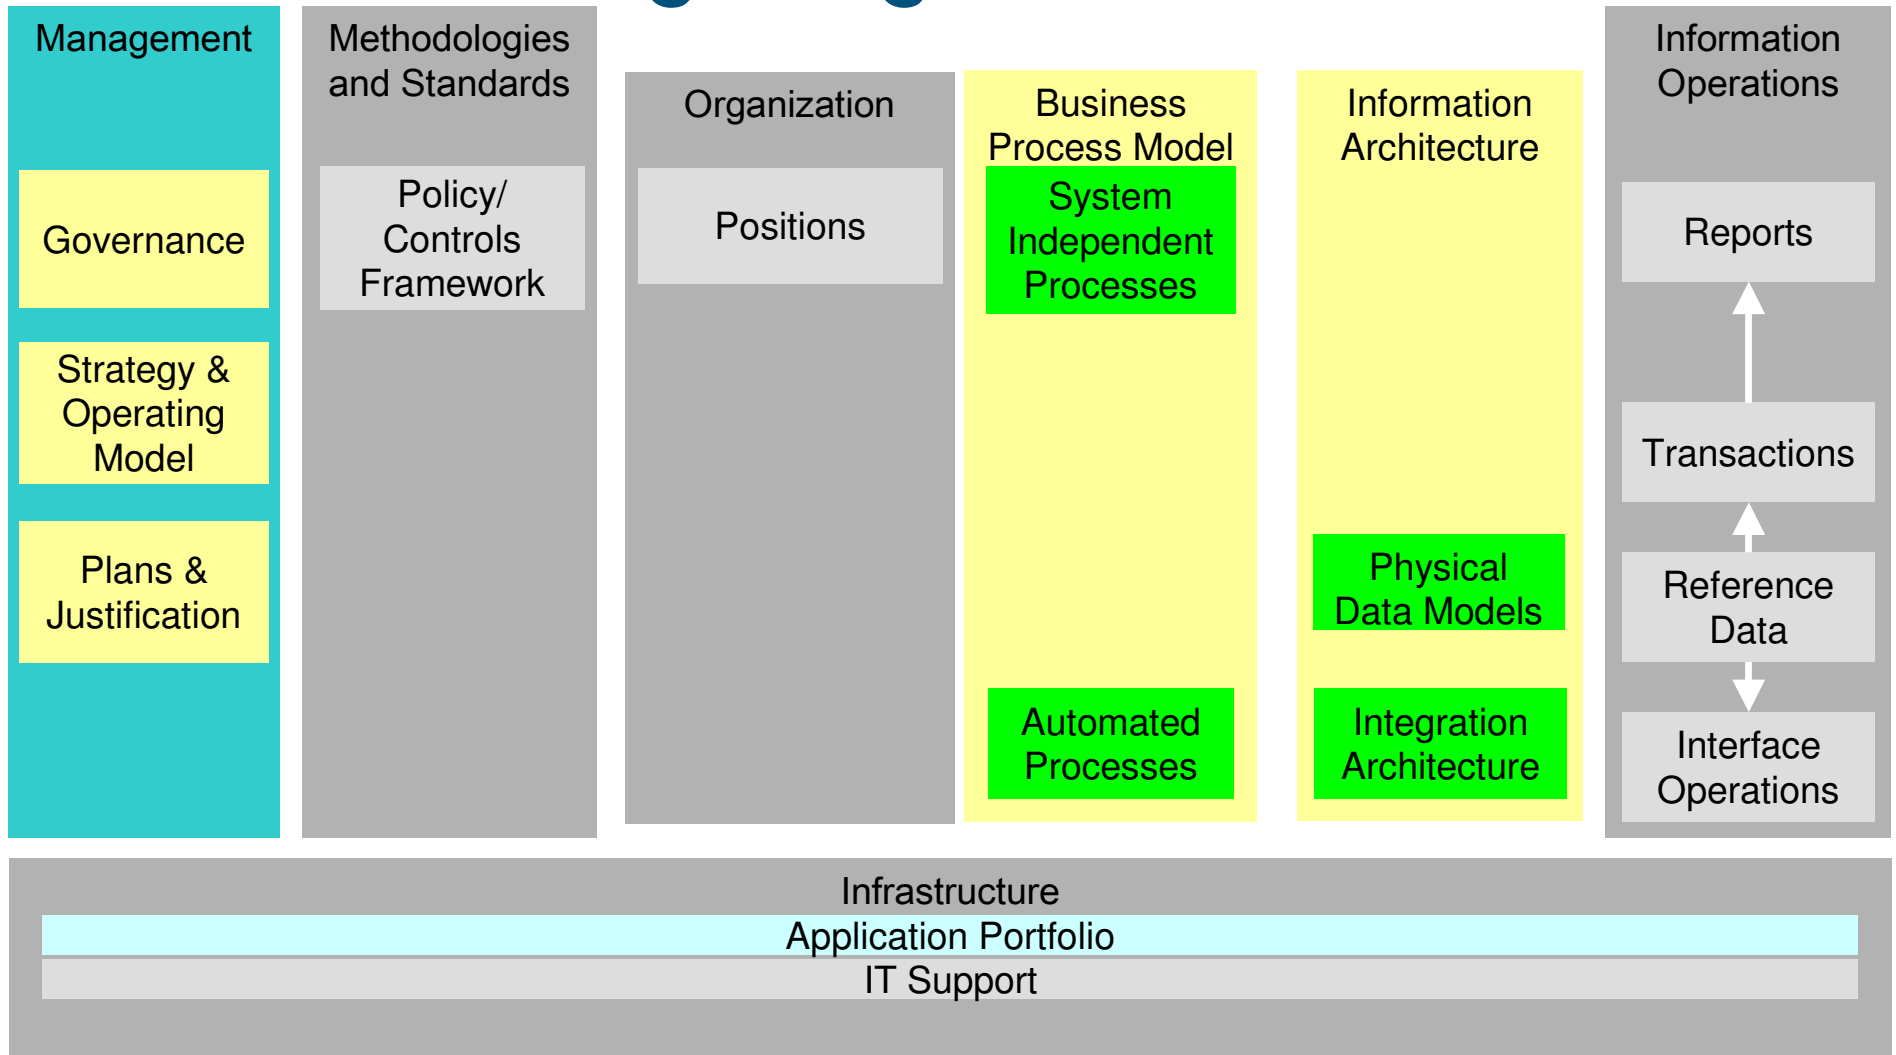 Management
Governance
Strategy &
Operating
Model
Plans &
Justification
Methodologies
and Standards
Policy/
Controls
Framework
Organization
Positions
Business
Process Model
System
Independent
Processes
Automated
Processes
Information
Architecture
Physical
Data Models
Integration
Architecture
Information
Operations
Reports
Transactions
Reference
Data
Interface
Operations
Infrastructure
Application Portfolio
IT Support